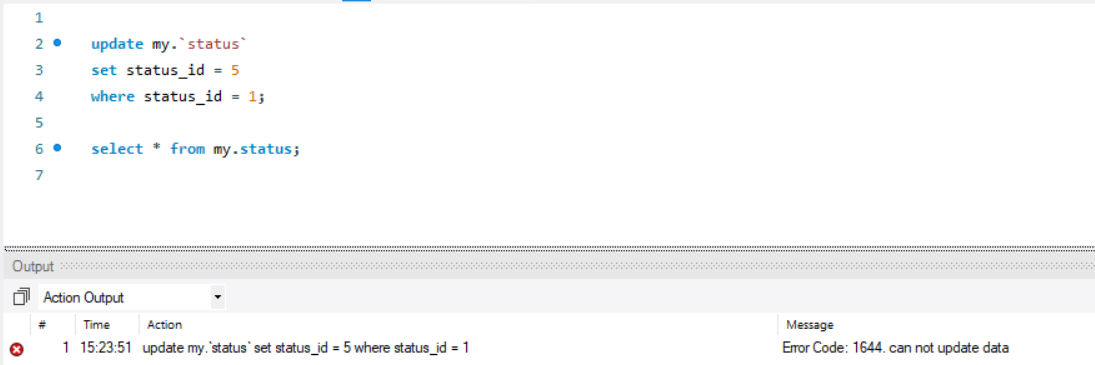 1
2 update my.`status`
3 set status_id = 5
4 where status_id = 1;
5
6 select * from my.status;
7
Output
Action Output
# Time Action Message
1 15:23:51 update my.`status` set status_id = 5 where status_id = 1 Error Code: 1644. can not update data